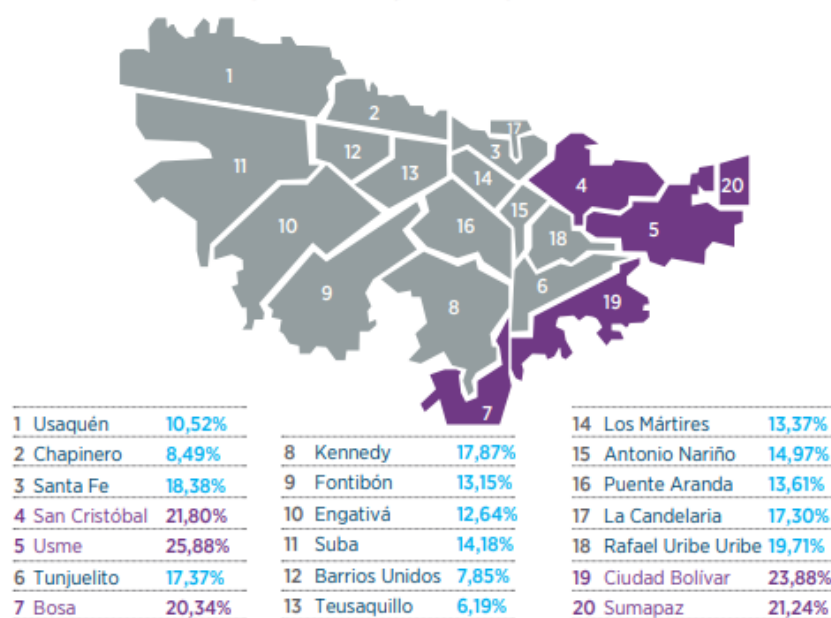 1
2
17
3
12
11
13
14
4
20
15
10
16
5
18
6
9
8
19
7
1 Usaquén 10,52%
2 Chapinero 8,49%
3 Santa Fe 18,38%
4 San Cristóbal 21,80%
5 Usme 25,88%
6 Tunjuelito 17,37%
7 Bosa 20,34%
8 Kennedy 17,87%
9 Fontibón 13,15%
10 Engativá 12,64%
11 Suba 14,18%
12 Barrios Unidos 7,85%
13 Teusaquillo 6,19%
14 Los Mártires 13,37%
15 Antonio Nariño 14,97%
16 Puente Aranda 13,61%
17 La Candelaria 17,30%
18 Rafael Uribe Uribe 19,71%
19 Ciudad Bolívar 23,88%
20 Sumapaz 21,24%